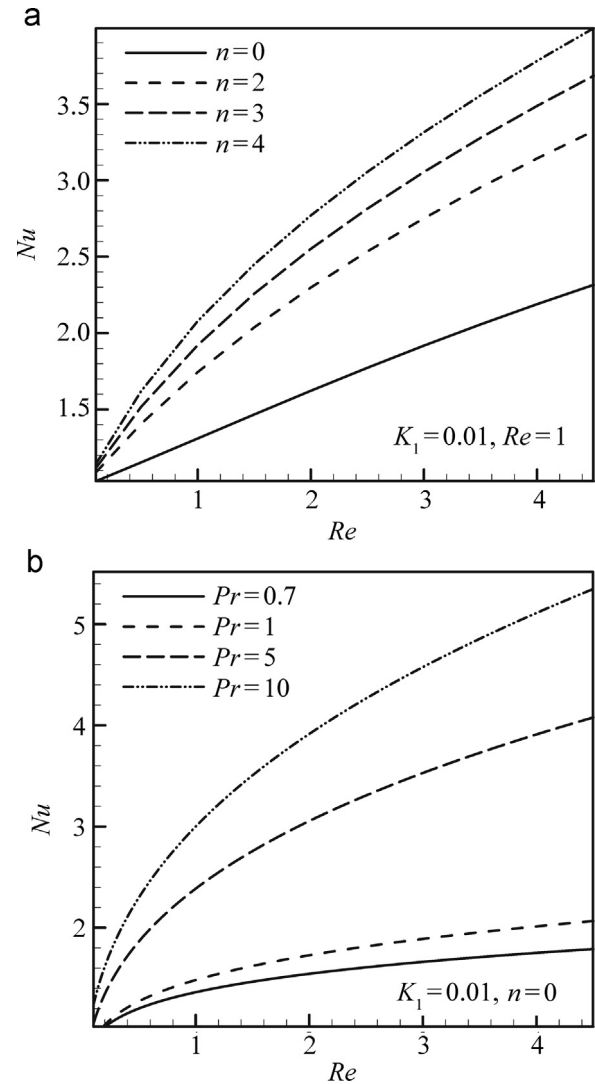 a
n=0
n=2
n=3
n=4
3.5
3.0
2.5
2.0
1.5
Nu
K₁=0.01, Re=1
1 2 3 4
Re
b
Pr=0.7
Pr=1
Pr=5
Pr=10
5
4
3
2
Nu
K₁=0.01, n=0
1 2 3 4
Re